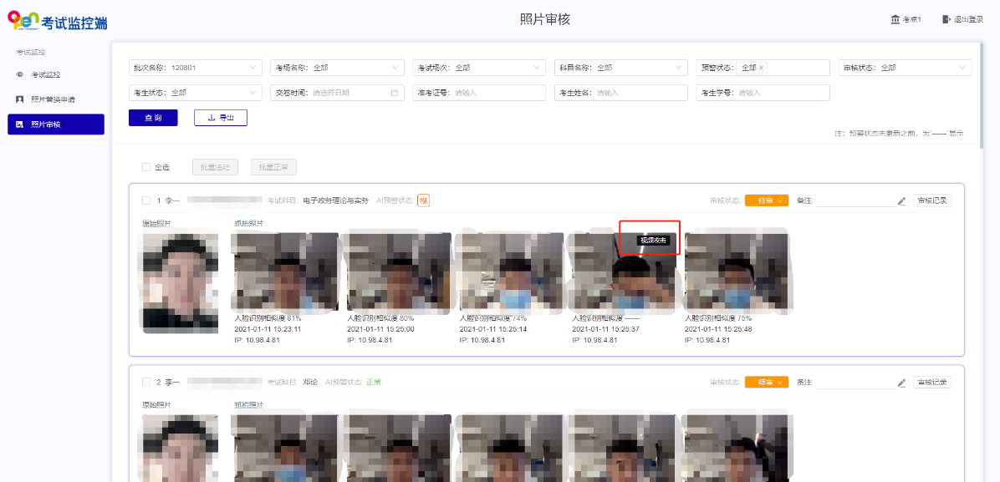 Open 考试监控端
照片审核
考点1
退出登录
考试监控
考试监控
照片替换申请
照片审核
批次名称: 120801
考场名称: 全部
考试场次: 全部
科目名称: 全部
预警状态: 全部 ×
审核状态: 全部
考生状态: 全部
交卷时间: 请选择日期
准考证号: 请输入
考生姓名: 请输入
考生学号: 请输入
查 询
导出
注: 预警状态未更新之前, 为"——"显示
全选
批量违纪
批量正常
1 李一
考试科目: 电子政务理论与实务
AI预警状态: 视
审核状态: 待审
备注:
审核记录
原始照片
抓拍照片
视频攻击
人脸识别相似度 81%
2021-01-11 15:23:11
IP: 10.98.4.81
人脸识别相似度 80%
2021-01-11 15:25:00
IP: 10.98.4.81
人脸识别相似度 74%
2021-01-11 15:25:14
IP: 10.98.4.81
人脸识别相似度 ——
2021-01-11 15:25:37
IP: 10.98.4.81
人脸识别相似度 75%
2021-01-11 15:25:48
IP: 10.98.4.81
2 李一
考试科目: 邓论
AI预警状态: 正常
审核状态: 待审
备注:
审核记录
原始照片
抓拍照片